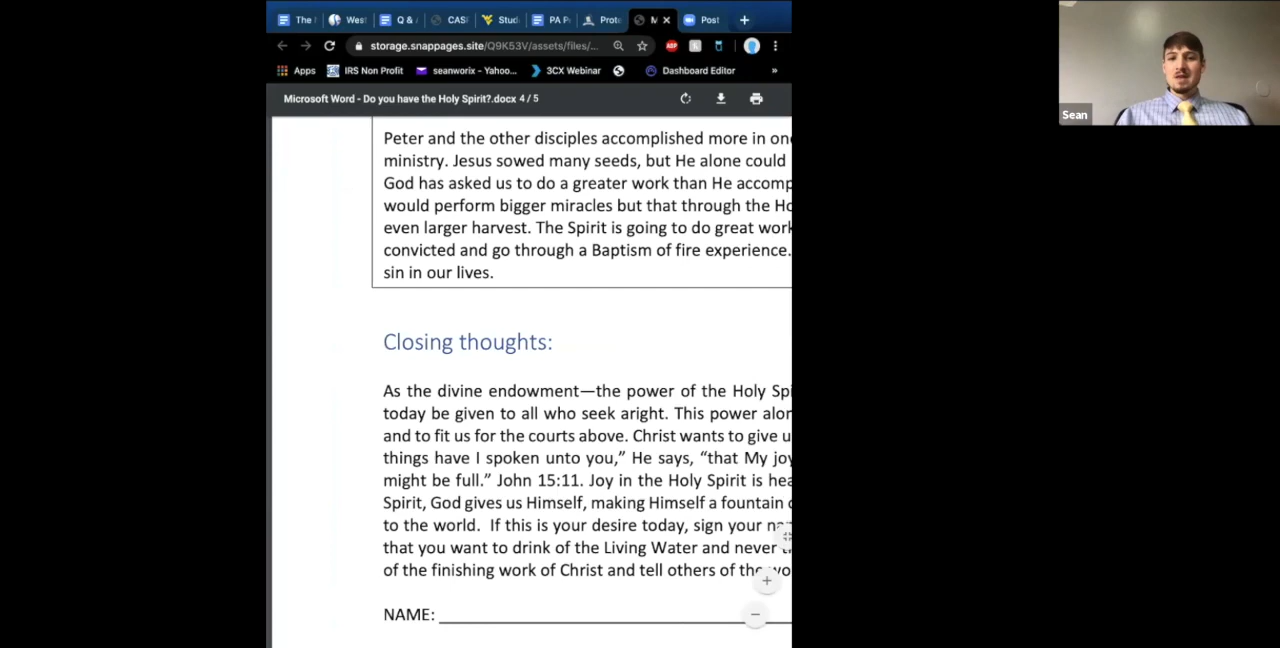 The
West
Q &
CAS
Stud
PA P
Prote
M
Post
storage.snappages.site/Q9K53V/assets/files/...
ABP
Apps
IRS Non Profit
seanworix - Yahoo...
3CX Webinar
Dashboard Editor
»
Microsoft Word - Do you have the Holy Spirit?.docx 4 / 5
Sean
Peter and the other disciples accomplished more in one
ministry. Jesus sowed many seeds, but He alone could
God has asked us to do a greater work than He accomp
would perform bigger miracles but that through the Ho
even larger harvest. The Spirit is going to do great work
convicted and go through a Baptism of fire experience.
sin in our lives.
Closing thoughts:
As the divine endowment—the power of the Holy Spi
today be given to all who seek aright. This power alon
and to fit us for the courts above. Christ wants to give u
things have I spoken unto you,” He says, “that My joy
might be full.” John 15:11. Joy in the Holy Spirit is hea
Spirit, God gives us Himself, making Himself a fountain
to the world. If this is your desire today, sign your
that you want to drink of the Living Water and never
of the finishing work of Christ and tell others of the
NAME: